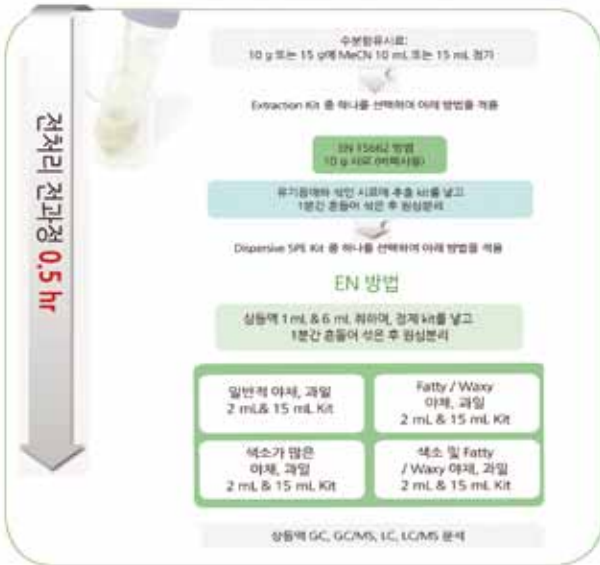 전처리 전과정 0.5 hr
수분함유시료:
10 g 또는 15 g에 MeCN 10 mL 또는 15 mL 첨가
Extraction Kit 중 하나를 선택하여 아래 방법을 적용
EN 15662 방법
10 g 시료 (버퍼사용)
유기용매와 섞인 시료에 추출 kit를 넣고
1분간 흔들어 섞은 후 원심분리
Dispersive SPE Kit 중 하나를 선택하여 아래 방법을 적용
EN 방법
상등액 1 mL & 6 mL 취하여, 정제 kit를 넣고
1분간 흔들어 섞은 후 원심분리
일반적 야채, 과일
2 mL & 15 mL Kit
Fatty / Waxy
야채, 과일
2 mL & 15 mL Kit
색소가 많은
야채, 과일
2 mL & 15 mL Kit
색소 및 Fatty
/ Waxy 야채, 과일
2 mL & 15 mL Kit
상등액 GC, GC/MS, LC, LC/MS 분석